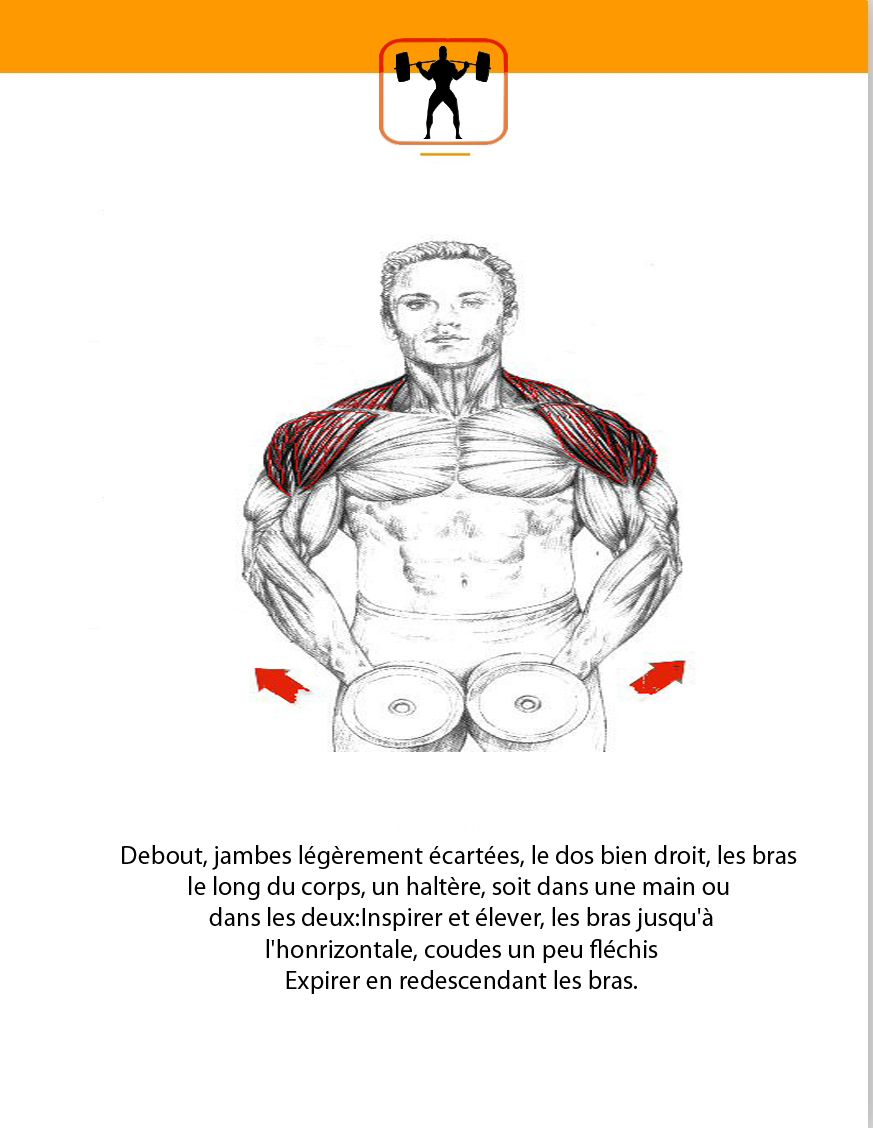 Debout, jambes légèrement écartées, le dos bien droit, les bras
le long du corps, un haltère, soit dans une main ou
dans les deux:Inspirer et élever, les bras jusqu'à
l'honrizontale, coudes un peu fléchis
Expirer en redescendant les bras.